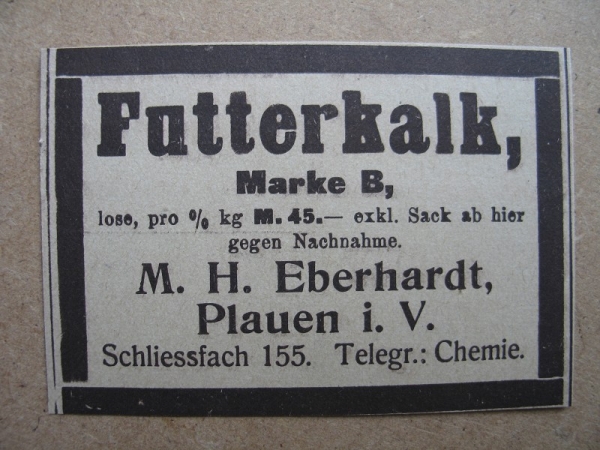 Futterkalk,
Marke B,
lose, pro % kg M. 45.— exkl. Sack ab hier
gegen Nachnahme.
M. H. Eberhardt,
Plauen i. V.
Schliessfach 155. Telegr.: Chemie.